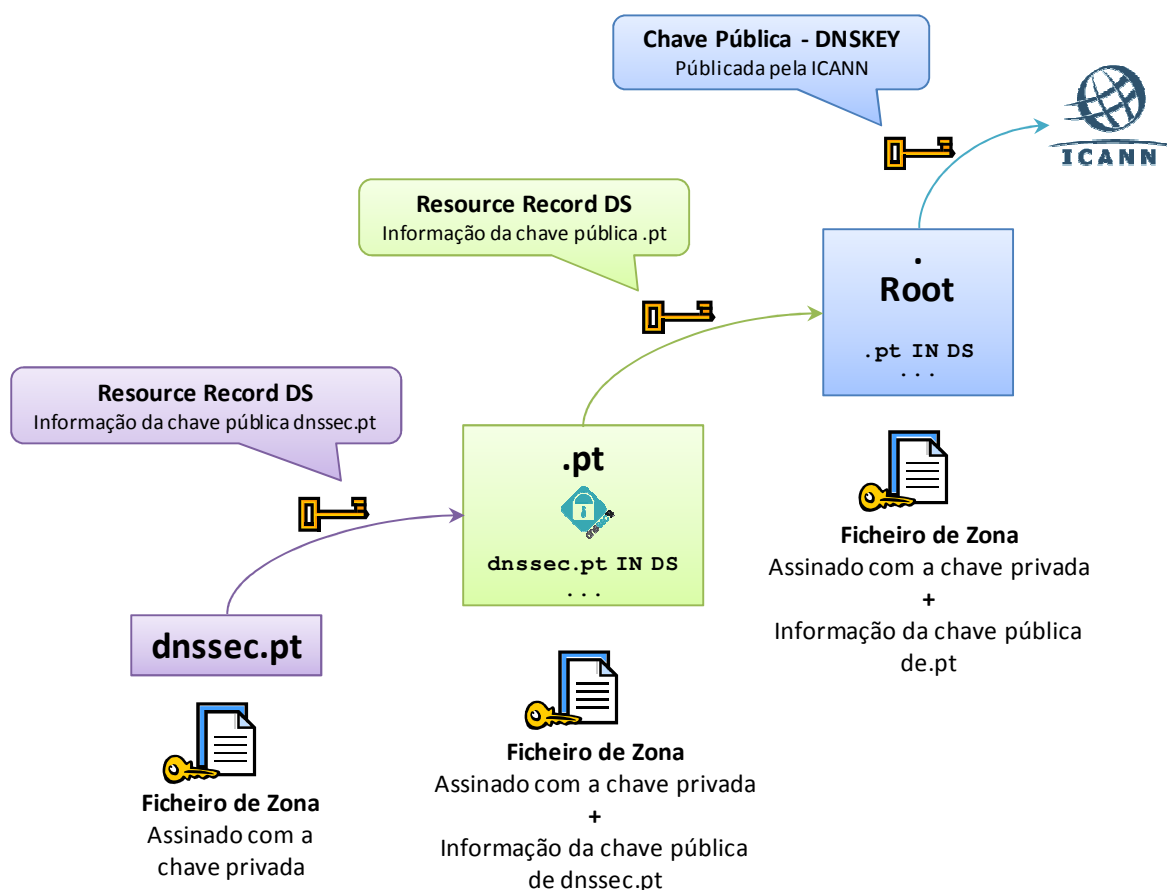 Chave Pública - DNSKEY
Públicada pela ICANN
ICANN
Resource Record DS
Informação da chave pública .pt
.
Root
.pt IN DS
...
Resource Record DS
Informação da chave pública dnssec.pt
.pt
dnssec.pt IN DS
...
dnssec.pt
Ficheiro de Zona
Assinado com a chave privada
+
Informação da chave pública
de.pt
Ficheiro de Zona
Assinado com a chave privada
+
Informação da chave pública
de dnssec.pt
Ficheiro de Zona
Assinado com a
chave privada